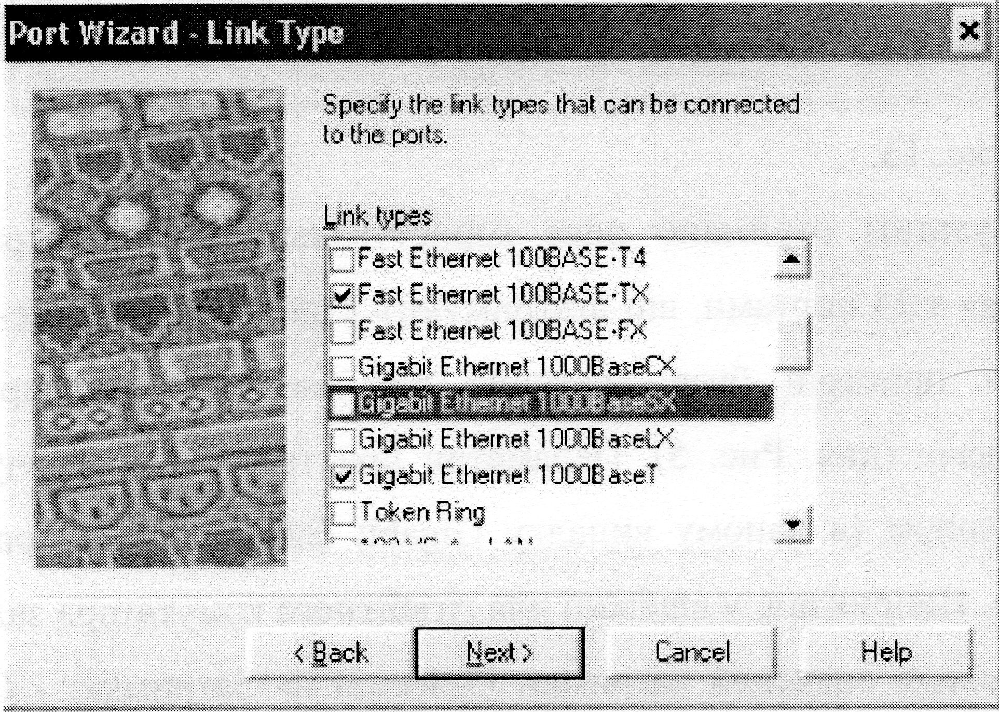 Port Wizard - Link Type
Specify the link types that can be connected
to the ports.
Link types
Fast Ethernet 100BASE-T4
Fast Ethernet 100BASE-TX
Fast Ethernet 100BASE-FX
Gigabit Ethernet 1000BaseCX
Gigabit Ethernet 1000BaseSX
Gigabit Ethernet 1000BaseLX
Gigabit Ethernet 1000BaseT
Token Ring
< Back
Next >
Cancel
Help